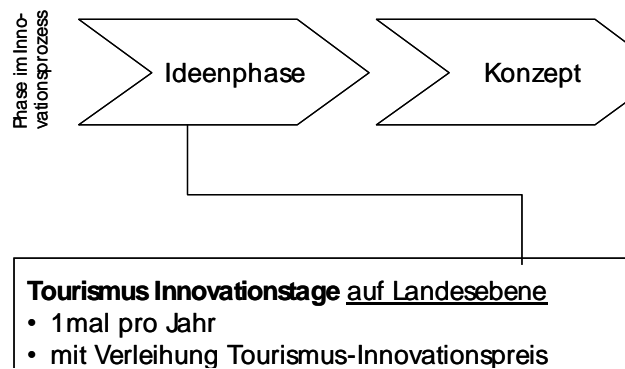 Phase im Inno-
vationsprozess
Ideenphase
Konzept
Tourismus Innovationstage auf Landesebene
• 1mal pro Jahr
• mit Verleihung Tourismus-Innovationspreis